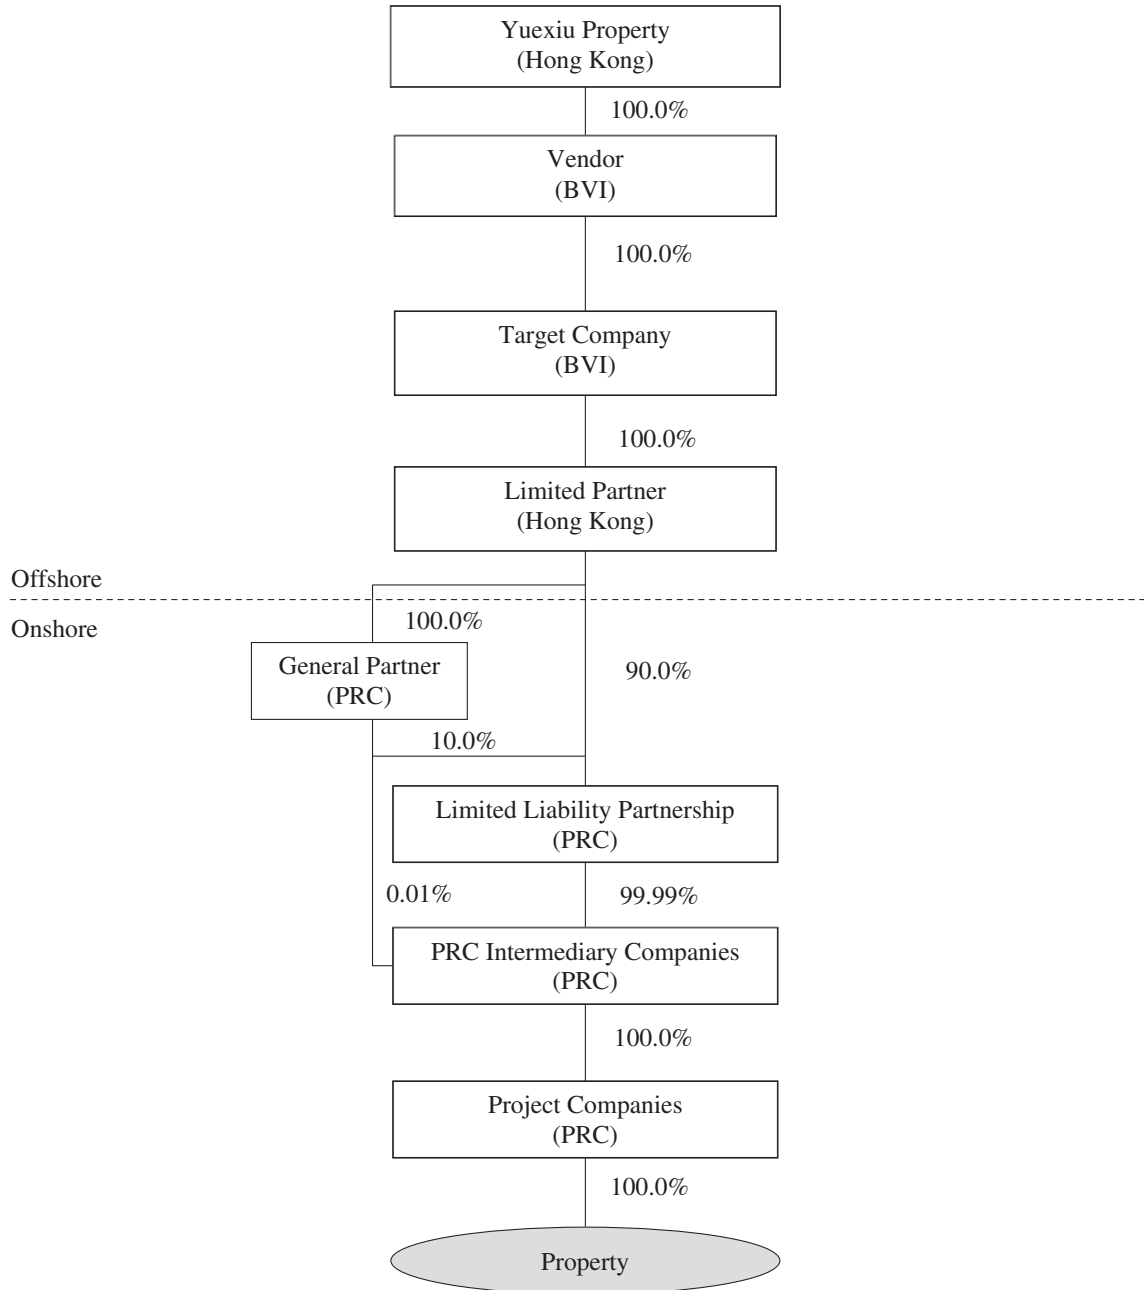 Yuexiu Property
(Hong Kong)
100.0%
Vendor
(BVI)
100.0%
Target Company
(BVI)
100.0%
Limited Partner
(Hong Kong)
Offshore
Onshore
100.0%
General Partner
(PRC)
90.0%
10.0%
Limited Liability Partnership
(PRC)
0.01%
99.99%
PRC Intermediary Companies
(PRC)
100.0%
Project Companies
(PRC)
100.0%
Property